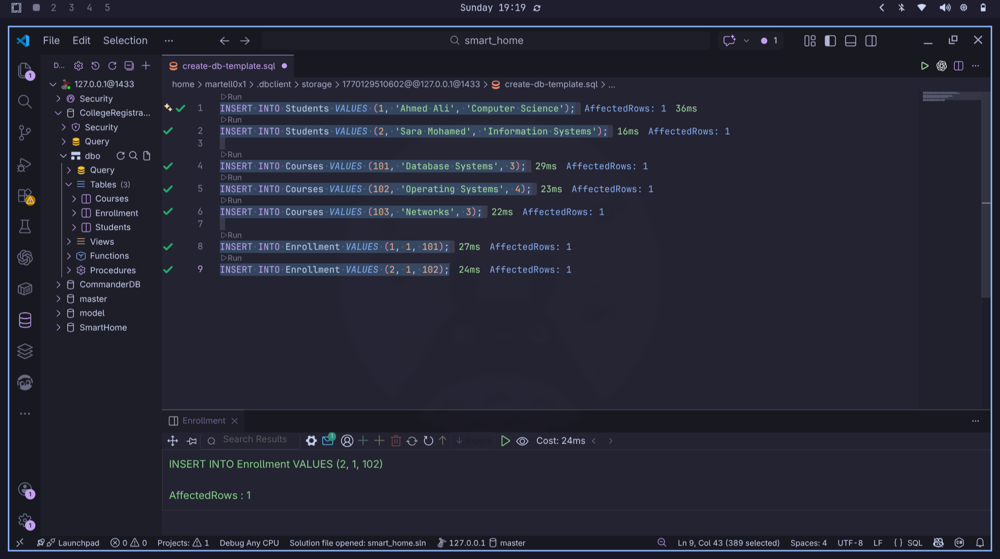 2 3 4 5 Sunday 19:19
File Edit Selection ... smart_home 1
D... create-db-template.sql
home > martell0x1 > .dbclient > storage > 1770129510602@@127.0.0.1@1433 > create-db-template.sql > ...
1
127.0.0.1@1433
Security
CollegeRegistra...
Security
Query
dbo
Query
Tables (3)
Courses
Enrollment
Students
Views
Functions
Procedures
CommanderDB
master
model
SmartHome
1
1
Run
1 INSERT INTO Students VALUES (1, 'Ahmed Ali', 'Computer Science'); AffectedRows: 1 36ms
Run
2 INSERT INTO Students VALUES (2, 'Sara Mohamed', 'Information Systems'); 16ms AffectedRows: 1
3
Run
4 INSERT INTO Courses VALUES (101, 'Database Systems', 3); 29ms AffectedRows: 1
Run
5 INSERT INTO Courses VALUES (102, 'Operating Systems', 4); 23ms AffectedRows: 1
Run
6 INSERT INTO Courses VALUES (103, 'Networks', 3); 22ms AffectedRows: 1
7
Run
8 INSERT INTO Enrollment VALUES (1, 1, 101); 27ms AffectedRows: 1
Run
9 INSERT INTO Enrollment VALUES (2, 1, 102); 24ms AffectedRows: 1
Enrollment
Search Results 1 Export Cost: 24ms
INSERT INTO Enrollment VALUES (2, 1, 102)
AffectedRows : 1
Launchpad 0 0 Projects: 1 Debug Any CPU Solution file opened: smart_home.sln 127.0.0.1 master Ln 9, Col 43 (389 selected) Spaces: 4 UTF-8 LF {} SQL